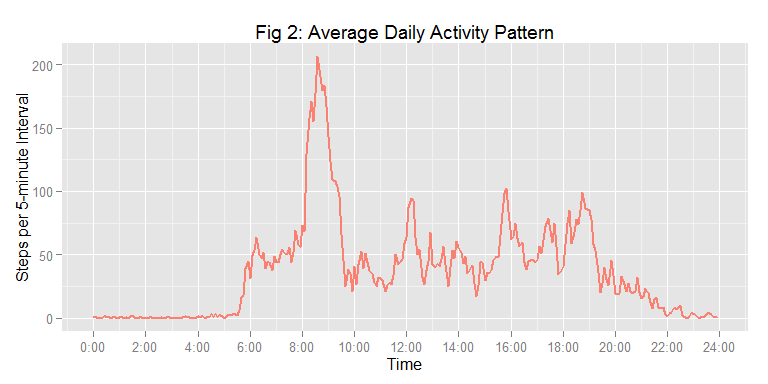 Fig 2: Average Daily Activity Pattern
Steps per 5-minute Interval
200
150
100
50
0
0:00 2:00 4:00 6:00 8:00 10:00 12:00 14:00 16:00 18:00 20:00 22:00 24:00
Time